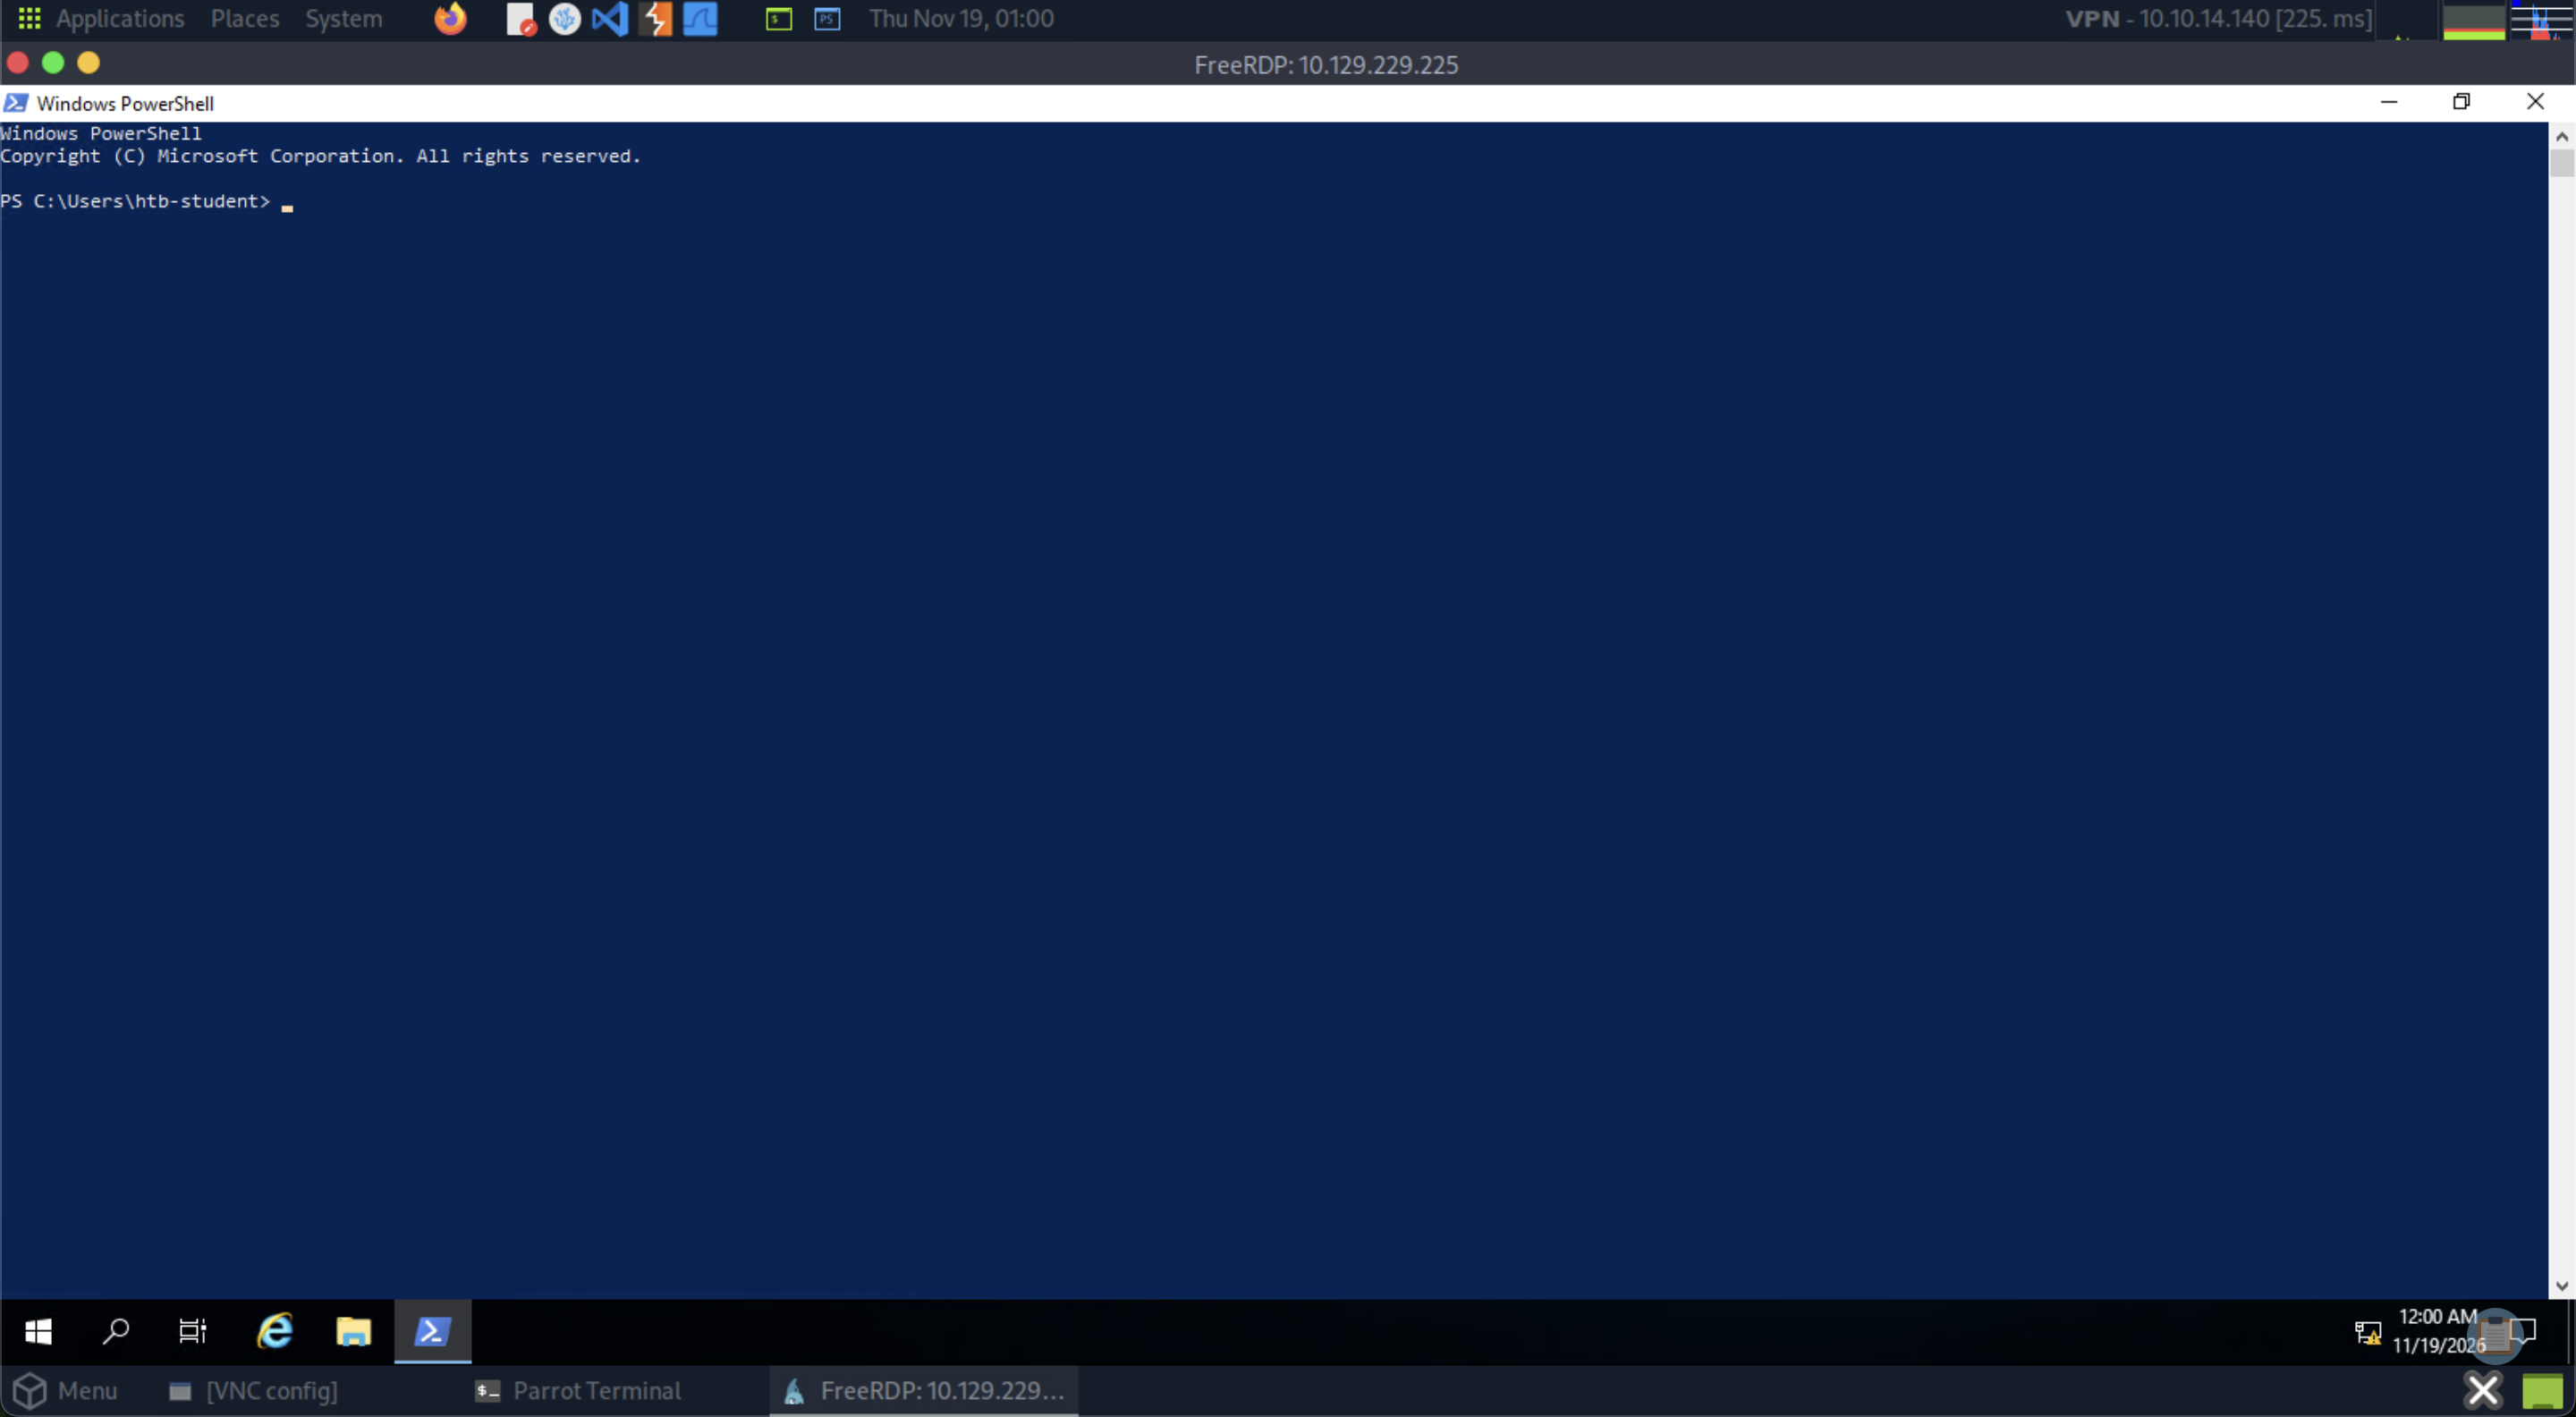 Applications Places System Thu Nov 19, 01:00 VPN - 10.10.14.140 [225. ms]
FreeRDP: 10.129.229.225
Windows PowerShell
Windows PowerShell
Copyright (C) Microsoft Corporation. All rights reserved.
PS C:\Users\htb-student>
12:00 AM
11/19/2026
Menu [VNC config] Parrot Terminal FreeRDP: 10.129.229...